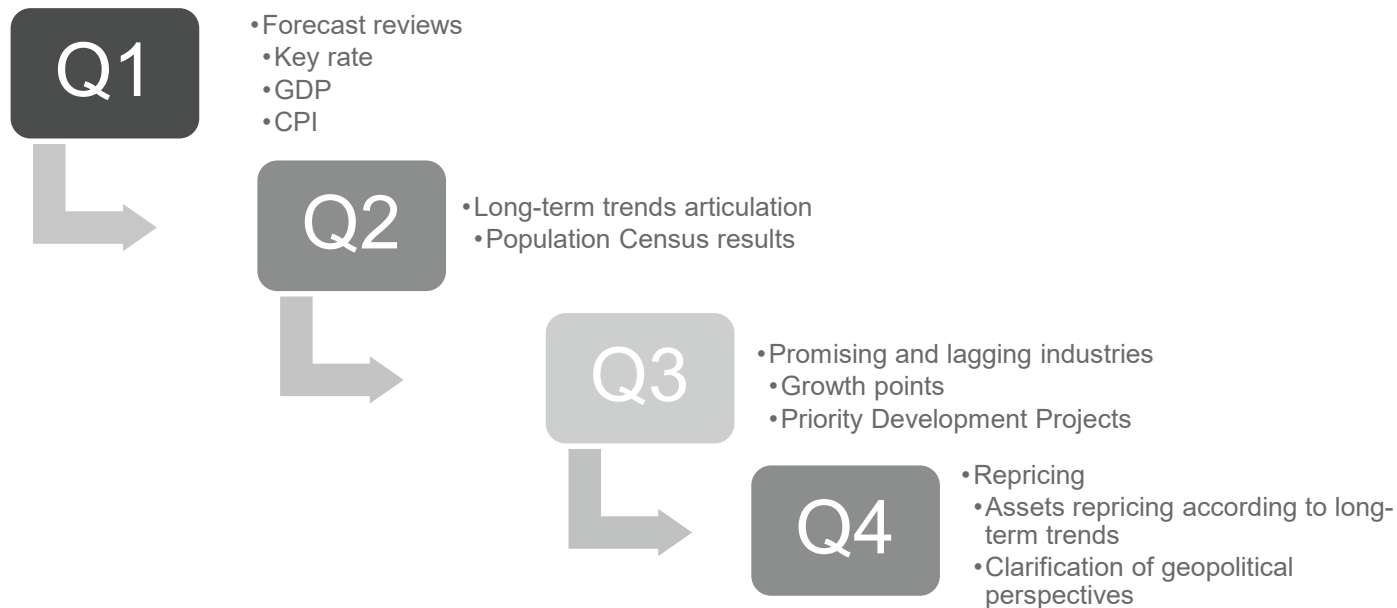 Q1
•Forecast reviews
•Key rate
•GDP
•CPI
Q2
•Long-term trends articulation
•Population Census results
Q3
•Promising and lagging industries
•Growth points
•Priority Development Projects
Q4
•Repricing
•Assets repricing according to long-
term trends
•Clarification of geopolitical
perspectives